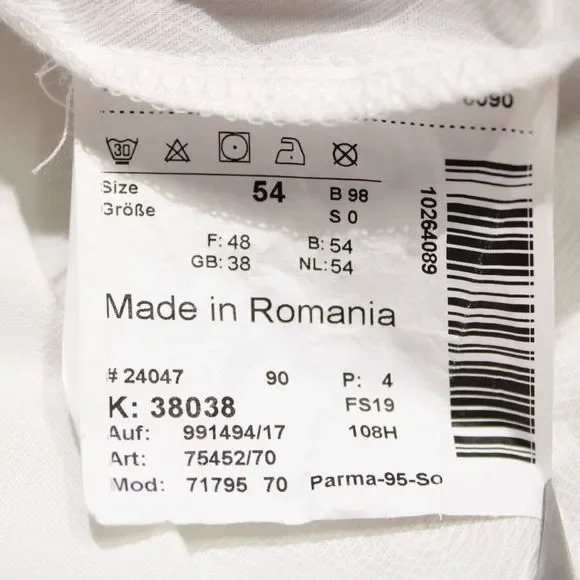 30
Size 54 B 98
Größe S 0
F: 48 B: 54
GB: 38 NL: 54
Made in Romania
# 24047 90 P: 4
K: 38038 FS19
Auf: 991494/17 108H
Art: 75452/70
Mod: 71795 70 Parma-95-So
10264089